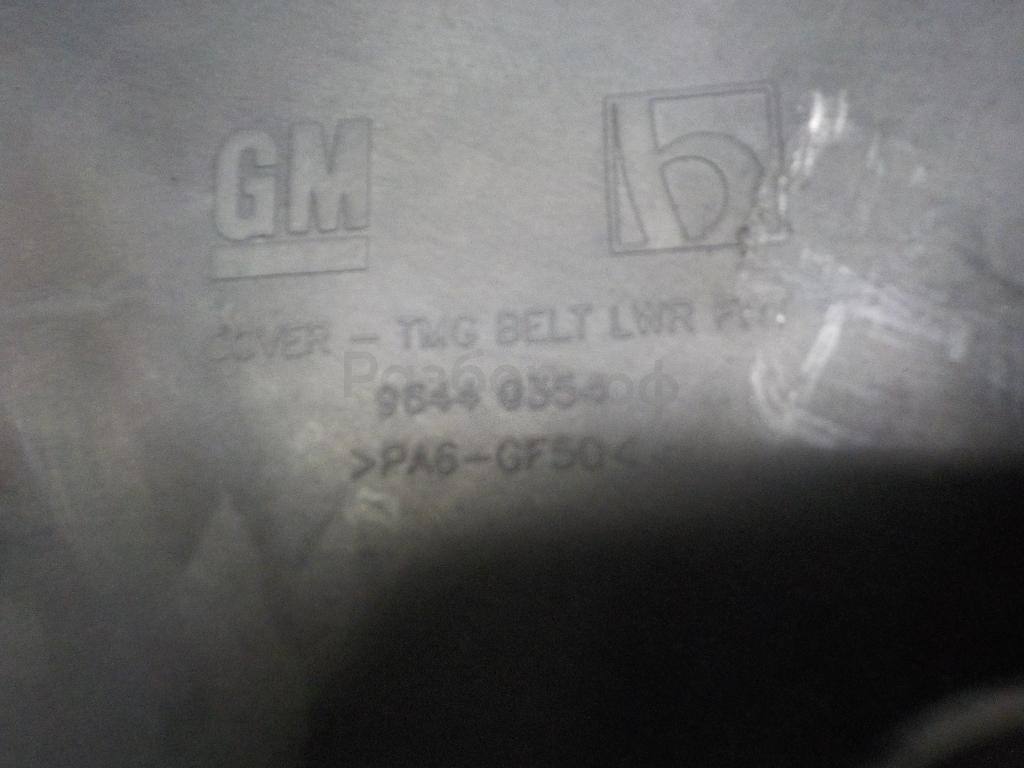 GM
COVER - TMG BELT LWR
9644 0354
>PA6-GF50<